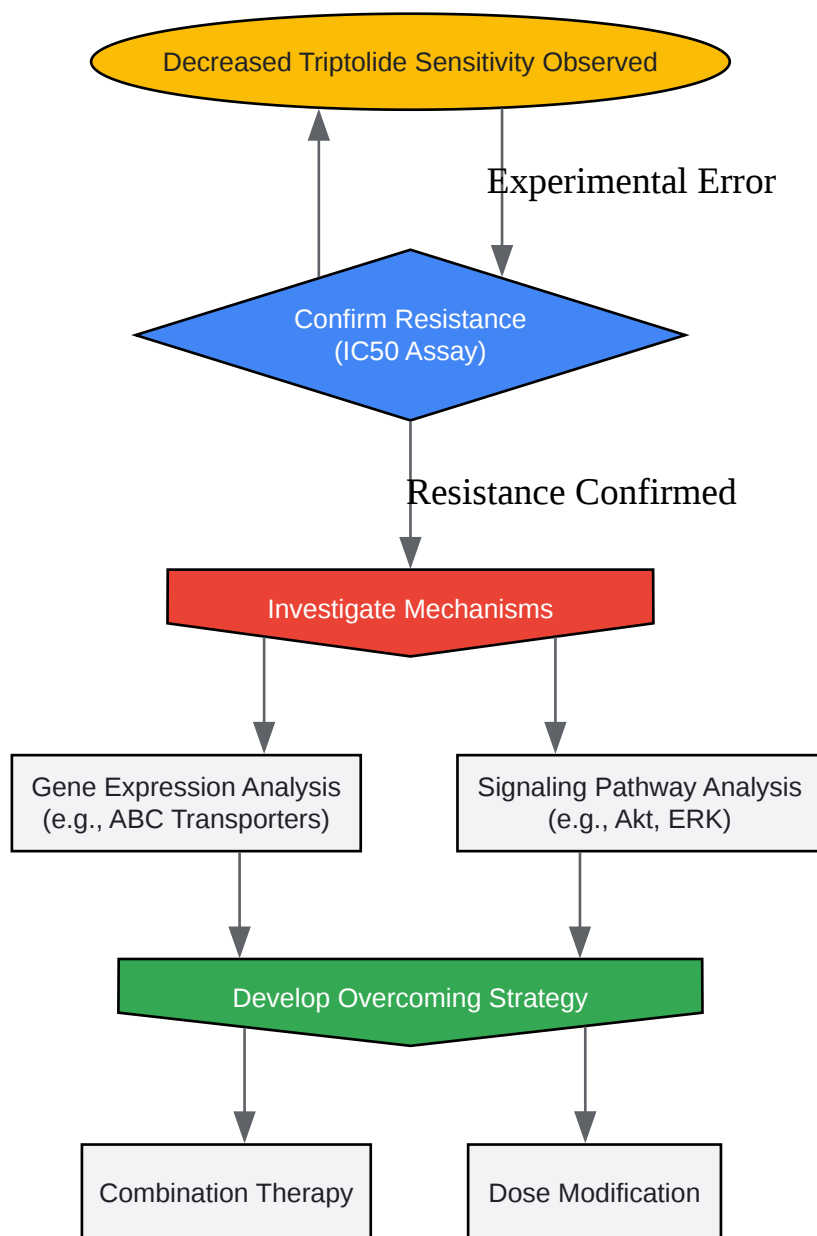 Decreased Triptolide Sensitivity Observed
Experimental Error
Confirm Resistance
(IC50 Assay)
Resistance Confirmed
Investigate Mechanisms
Gene Expression Analysis
(e.g., ABC Transporters)
Signaling Pathway Analysis
(e.g., Akt, ERK)
Develop Overcoming Strategy
Combination Therapy
Dose Modification